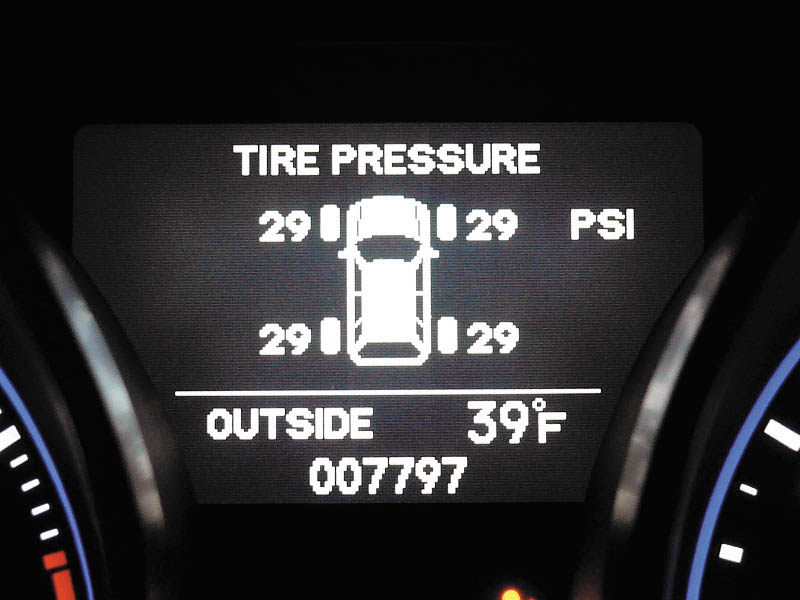 TIRE PRESSURE
29 29 PSI
29 29
OUTSIDE 39°F
007797